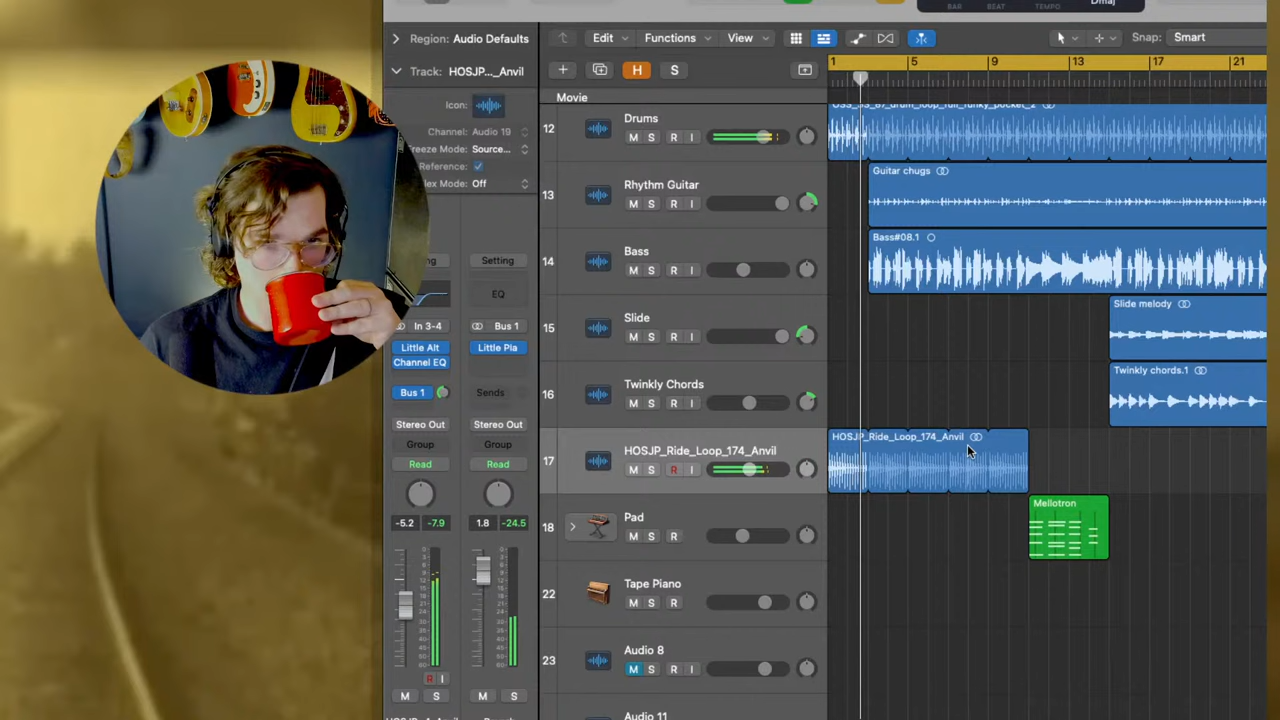 BAR BEAT TEMPO Dmaj
Region: Audio Defaults
Edit Functions View Snap: Smart
Track: HOSJP..._Anvil
H S
1 5 9 13 17 21
Movie
Icon:
Channel: Audio 19
Freeze Mode: Source...
Reference:
Flex Mode: Off
12 Drums
M S R I
13 Rhythm Guitar
M S R I
Guitar chugs
14 Bass
M S R I
Bass#08.1
15 Slide
M S R I
Slide melody
16 Twinkly Chords
M S R I
Twinkly chords.1
17 HOSJP_Ride_Loop_174_Anvil
M S R I
HOSJP_Ride_Loop_174_Anvil
18 Pad
M S R
Mellotron
22 Tape Piano
M S R
23 Audio 8
M S R I
Audio 11
Setting
EQ
In 3-4 Bus 1
Little Alt Little Pla
Channel EQ
Bus 1 Sends
Stereo Out Stereo Out
Group Group
Read Read
-5.2 -7.9 1.8 -24.5
R I
M S M S